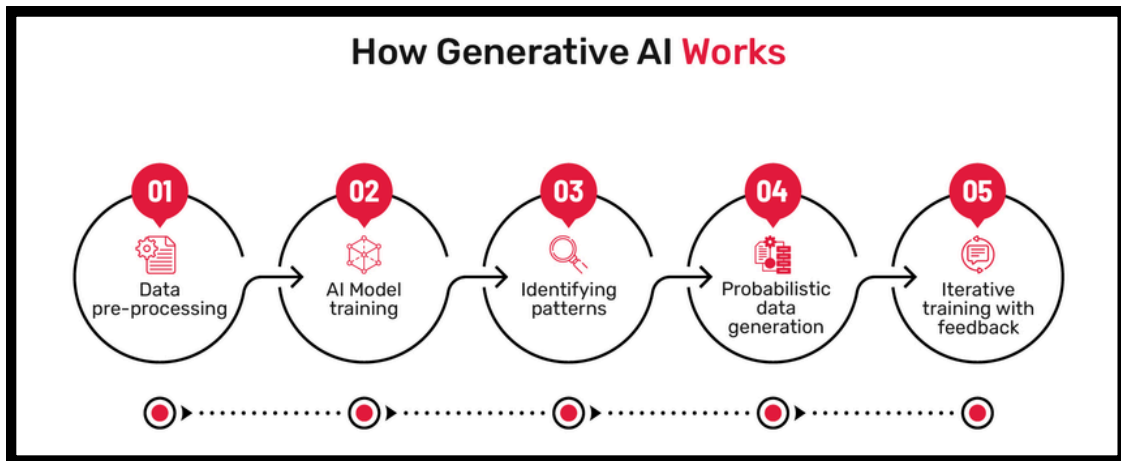 How Generative AI Works
01
Data
pre-processing
02
AI Model
training
03
Identifying
patterns
04
Probabilistic
data
generation
05
Iterative
training with
feedback